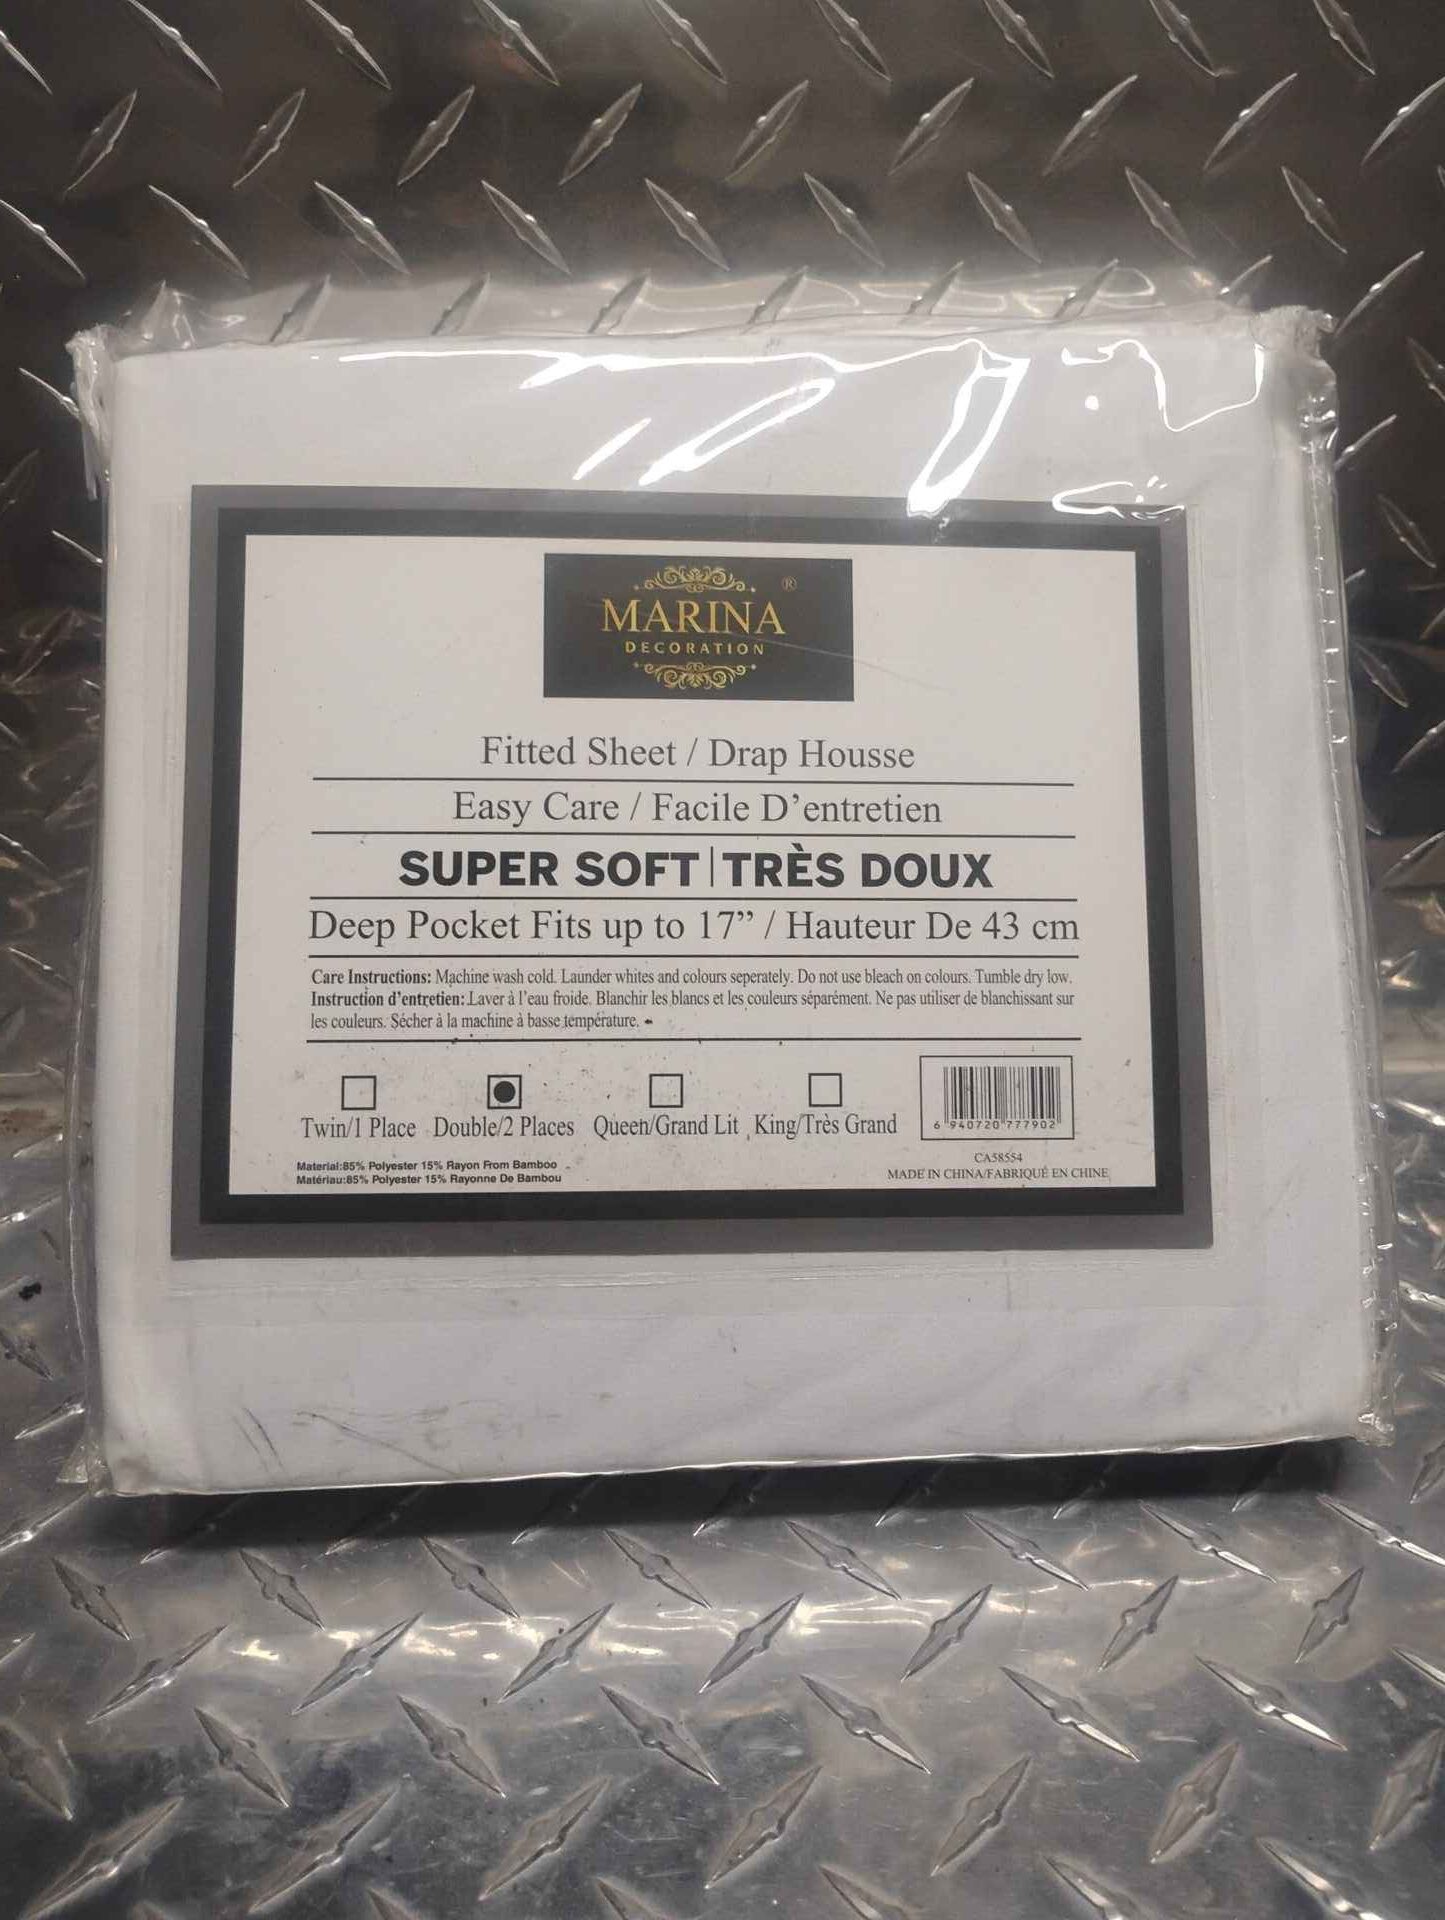 MARINA ®
DECORATION
Fitted Sheet / Drap Housse
Easy Care / Facile D’entretien
SUPER SOFT | TRÈS DOUX
Deep Pocket Fits up to 17” / Hauteur De 43 cm
Care Instructions: Machine wash cold. Launder whites and colours seperately. Do not use bleach on colours. Tumble dry low.
Instruction d’entretien: Laver à l’eau froide. Blanchir les blancs et les couleurs séparément. Ne pas utiliser de blanchissant sur
les couleurs. Sécher à la machine à basse température.
Twin/1 Place Double/2 Places Queen/Grand Lit King/Très Grand
6 940720 777902
Material:85% Polyester 15% Rayon From Bamboo
Matériau:85% Polyester 15% Rayonne De Bambou
CA58554
MADE IN CHINA/FABRIQUÉ EN CHINE